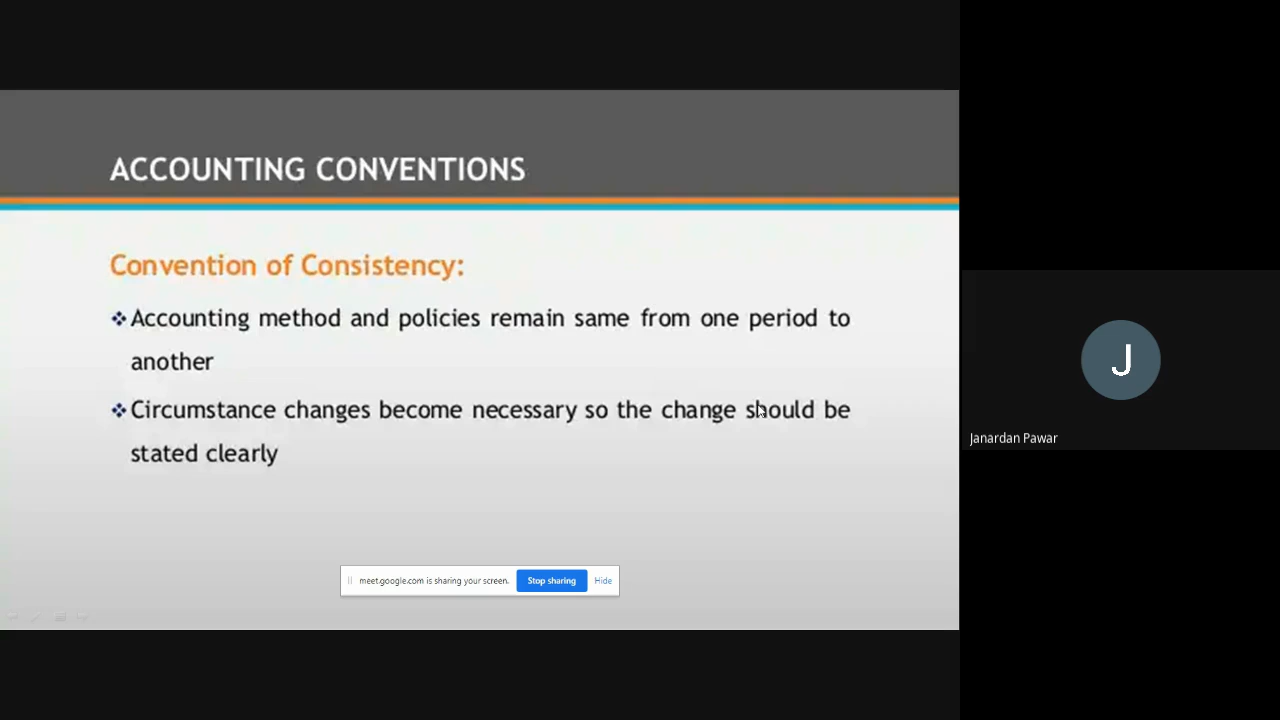 ACCOUNTING CONVENTIONS
Convention of Consistency:
Accounting method and policies remain same from one period to
another
Circumstance changes become necessary so the change should be
stated clearly
meet.google.com is sharing your screen. Stop sharing Hide
J
Janardan Pawar